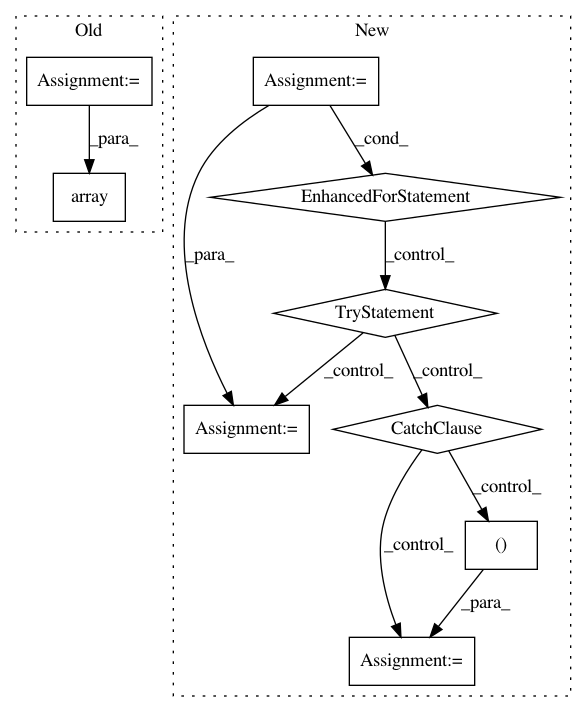 Old
New
Assignment:=
Assignment:=
_para_
_cond_
array
EnhancedForStatement
_para_
_control_
TryStatement
_control_
_control_
Assignment:=
CatchClause
_control_
_control_
()
_para_
Assignment:=